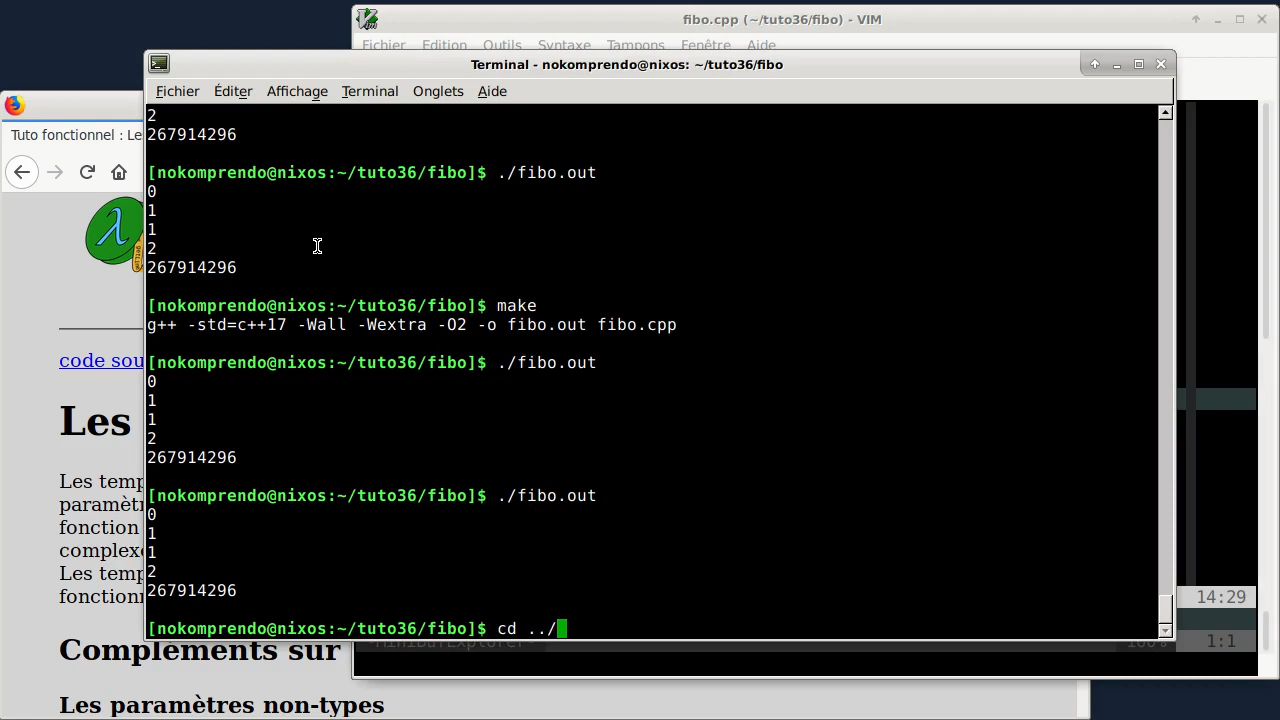 fibo.cpp (~/tuto36/fibo) - VIM
Fichier Edition Outils Syntaxe Tampons Fenêtre Aide
Terminal - nokomprendo@nixos: ~/tuto36/fibo
Fichier Éditer Affichage Terminal Onglets Aide
2
267914296
[nokomprendo@nixos:~/tuto36/fibo]$ ./fibo.out
0
1
1
2
267914296
[nokomprendo@nixos:~/tuto36/fibo]$ make
g++ -std=c++17 -Wall -Wextra -O2 -o fibo.out fibo.cpp
[nokomprendo@nixos:~/tuto36/fibo]$ ./fibo.out
0
1
1
2
267914296
[nokomprendo@nixos:~/tuto36/fibo]$ ./fibo.out
0
1
1
2
267914296
[nokomprendo@nixos:~/tuto36/fibo]$ cd ../
Tuto fonctionnel : Le
λ
code sou
Les
Les temp
paramètr
fonction
complexe
Les temp
fonctionn
Compléments sur
Les paramètres non-types
14:29
1:1